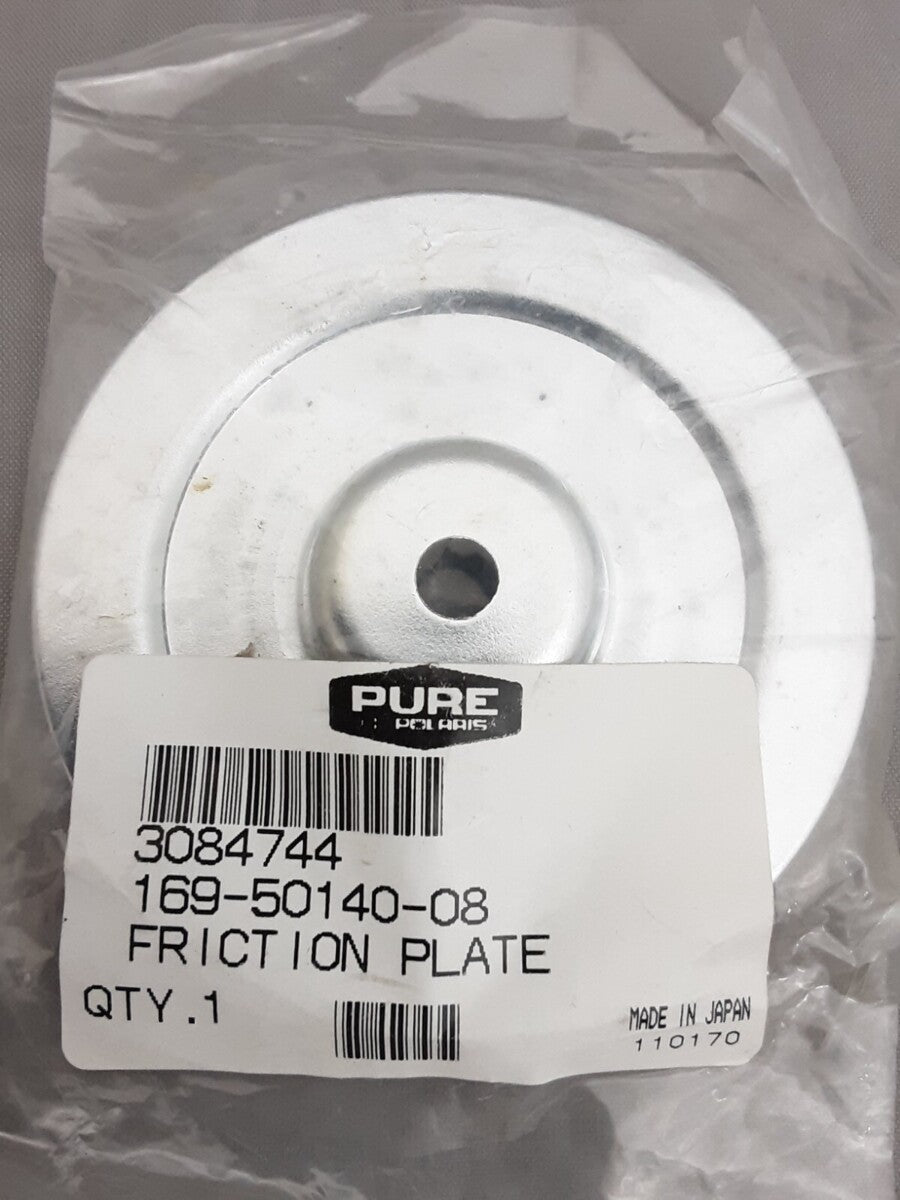 PURE
POLARIS
3084744
169-50140-08
FRICTION PLATE
QTY.1
MADE IN JAPAN
110170